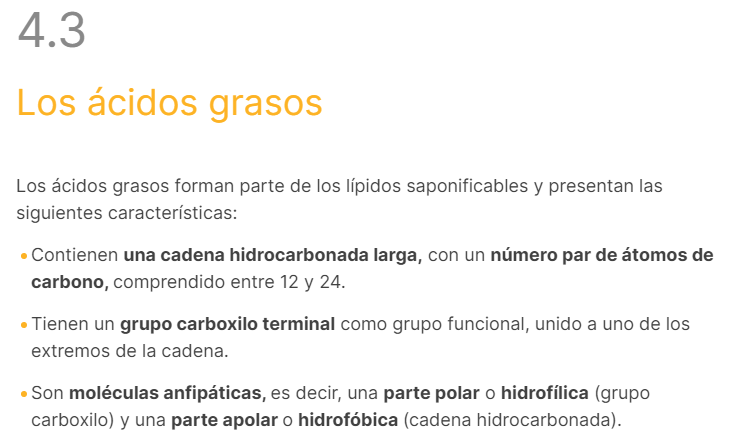 4.3
Los ácidos grasos
Los ácidos grasos forman parte de los lípidos saponificables y presentan las
siguientes características:
• Contienen una cadena hidrocarbonada larga, con un número par de átomos de
carbono, comprendido entre 12 y 24.
• Tienen un grupo carboxilo terminal como grupo funcional, unido a uno de los
extremos de la cadena.
• Son moléculas anfipáticas, es decir, una parte polar o hidrofílica (grupo
carboxilo) y una parte apolar o hidrofóbica (cadena hidrocarbonada).